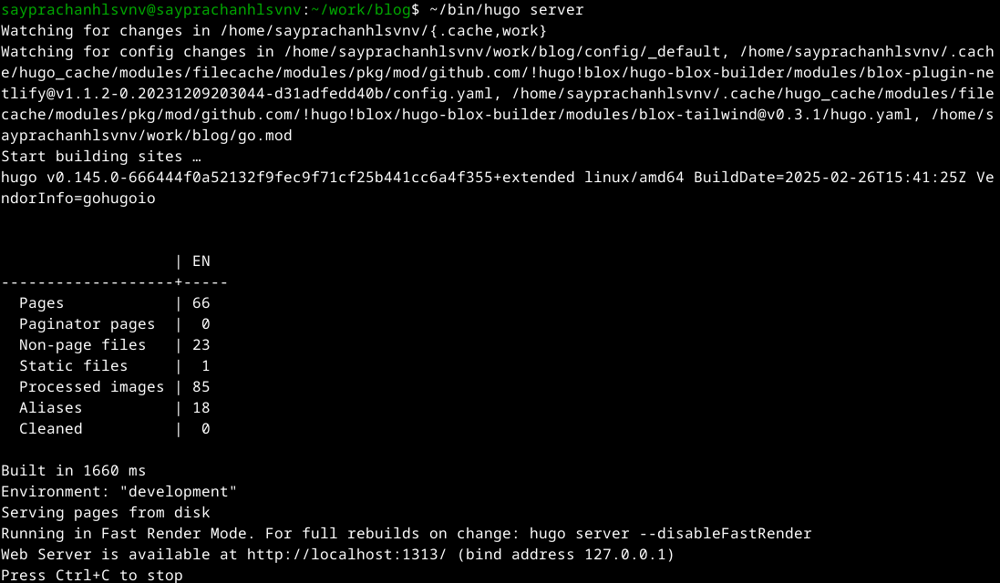 sayprachanhlsvnv@sayprachanhlsvnv:~/work/blog$ ~/bin/hugo server
Watching for changes in /home/sayprachanhlsvnv/{.cache,work}
Watching for config changes in /home/sayprachanhlsvnv/work/blog/config/_default, /home/sayprachanhlsvnv/.cach
e/hugo_cache/modules/filecache/modules/pkg/mod/github.com/!hugo!blox/hugo-blox-builder/modules/blox-plugin-ne
tlify@v1.1.2-0.20231209203044-d31adfedd40b/config.yaml, /home/sayprachanhlsvnv/.cache/hugo_cache/modules/file
cache/modules/pkg/mod/github.com/!hugo!blox/hugo-blox-builder/modules/blox-tailwind@v0.3.1/hugo.yaml, /home/s
ayprachanhlsvnv/work/blog/go.mod
Start building sites …
hugo v0.145.0-666444f0a52132f9fec9f71cf25b441cc6a4f355+extended linux/amd64 BuildDate=2025-02-26T15:41:25Z Ve
ndorInfo=gohugoio
                   | EN
-------------------+-----
  Pages            | 66
  Paginator pages  |  0
  Non-page files   | 23
  Static files     |  1
  Processed images | 85
  Aliases          | 18
  Cleaned          |  0
Built in 1660 ms
Environment: "development"
Serving pages from disk
Running in Fast Render Mode. For full rebuilds on change: hugo server --disableFastRender
Web Server is available at http://localhost:1313/ (bind address 127.0.0.1)
Press Ctrl+C to stop